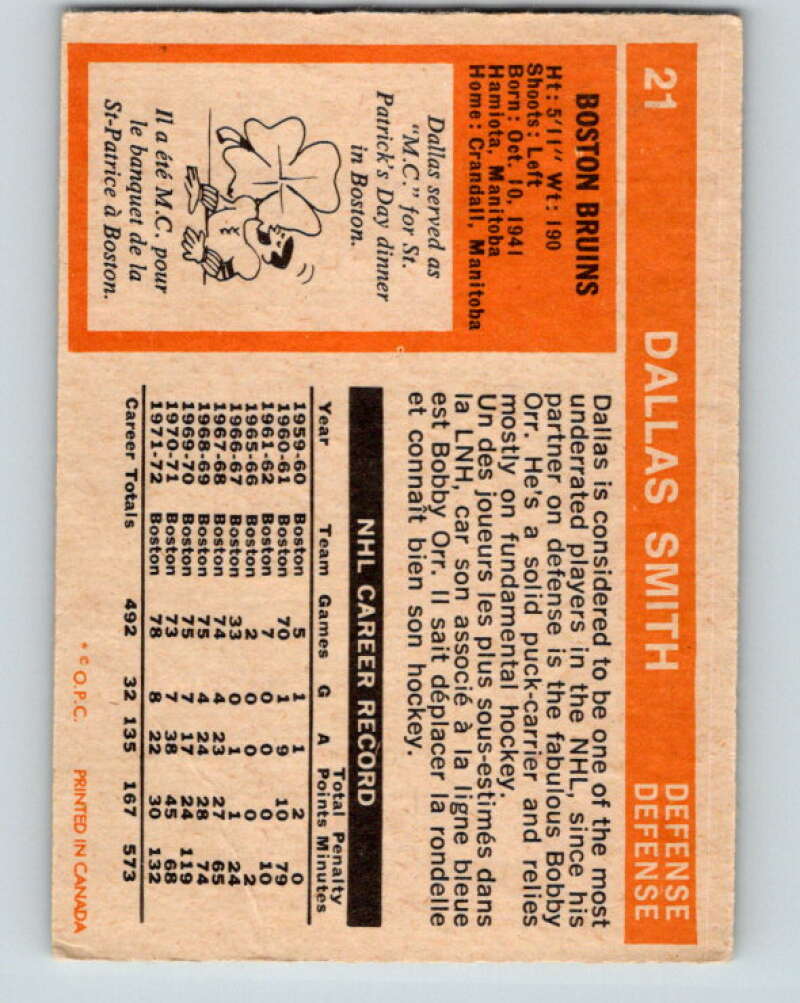 21 DALLAS SMITH DEFENSE
DEFENSE
BOSTON BRUINS
Ht: 5'11" Wt: 190
Shoots: Left
Born: Oct. 10, 1941
Hamiota, Manitoba
Home: Crandall, Manitoba
Dallas served as
"M.C." for St.
Patrick's Day dinner
in Boston.
Il a été M.C. pour
le banquet de la
St-Patrice à Boston.
Dallas is considered to be one of the most
underrated players in the NHL, since his
partner on defense is the fabulous Bobby
Orr. He's a solid puck-carrier and relies
mostly on fundamental hockey.
Un des joueurs les plus sous-estimés dans
la LNH, car son associé à la ligne bleue
est Bobby Orr. Il sait déplacer la rondelle
et connaît bien son hockey.
NHL CAREER RECORD
Total Penalty
Year Team Games G A Points Minutes
1959-60 Boston 5 1 1 2 0
1960-61 Boston 70 1 9 10 79
1961-62 Boston 7 0 0 0 10
1965-66 Boston 2 0 0 0 2
1966-67 Boston 33 0 1 1 24
1967-68 Boston 74 4 23 27 65
1968-69 Boston 75 4 24 28 74
1969-70 Boston 75 7 17 24 119
1970-71 Boston 73 7 38 45 68
1971-72 Boston 78 8 22 30 132
Career Totals 492 32 135 167 573
* © O.P.C. PRINTED IN CANADA